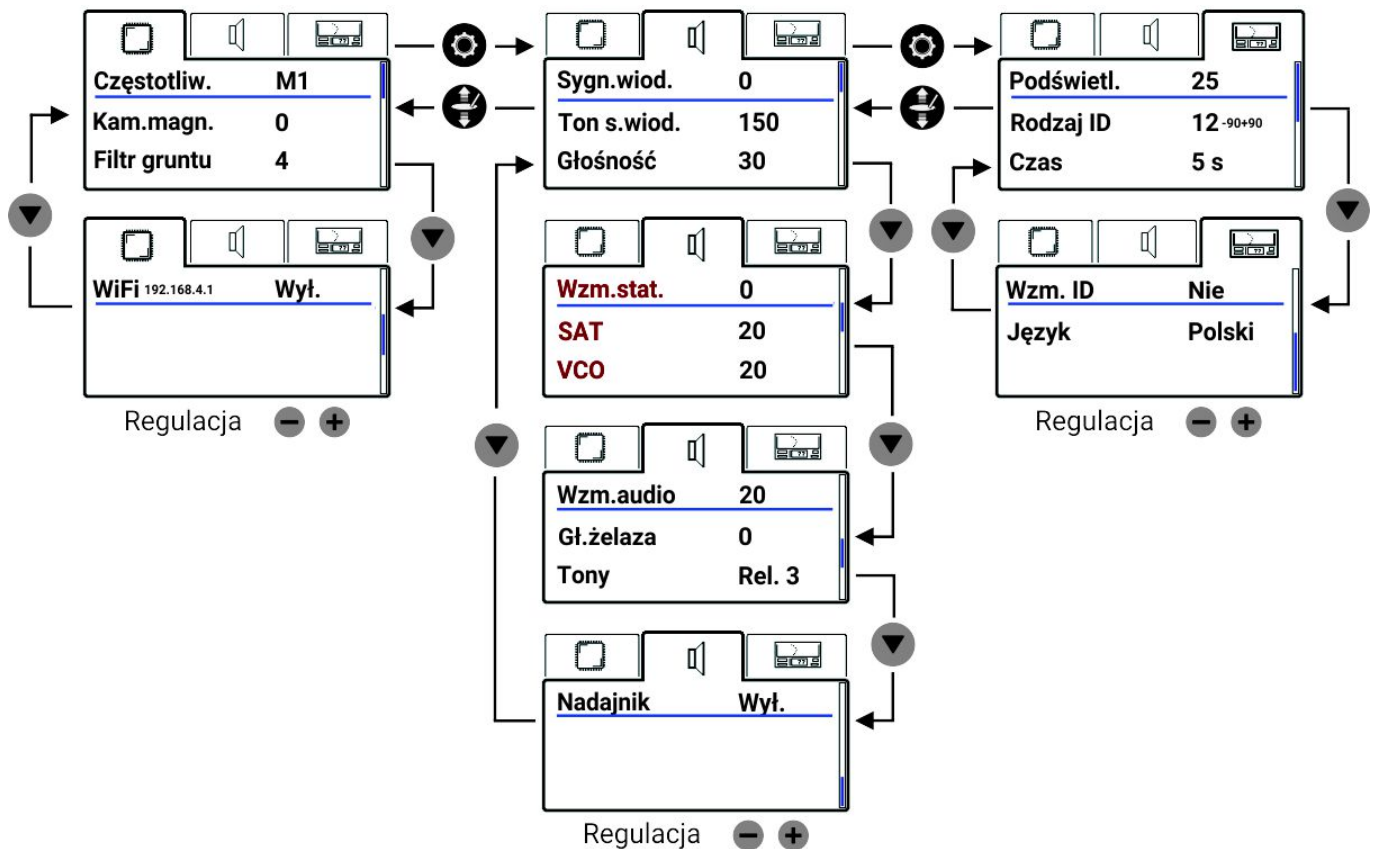 Częstotliw. M1
Kam.magn. 0
Filtr gruntu 4
WiFi 192.168.4.1 Wył.
Regulacja
Sygn.wiod. 0
Ton s.wiod. 150
Głośność 30
Wzm.stat. 0
SAT 20
VCO 20
Wzm.audio 20
Gł.żelaza 0
Tony Rel. 3
Nadajnik Wył.
Regulacja
Podświetl. 25
Rodzaj ID 12 -90+90
Czas 5 s
Wzm. ID Nie
Język Polski
Regulacja